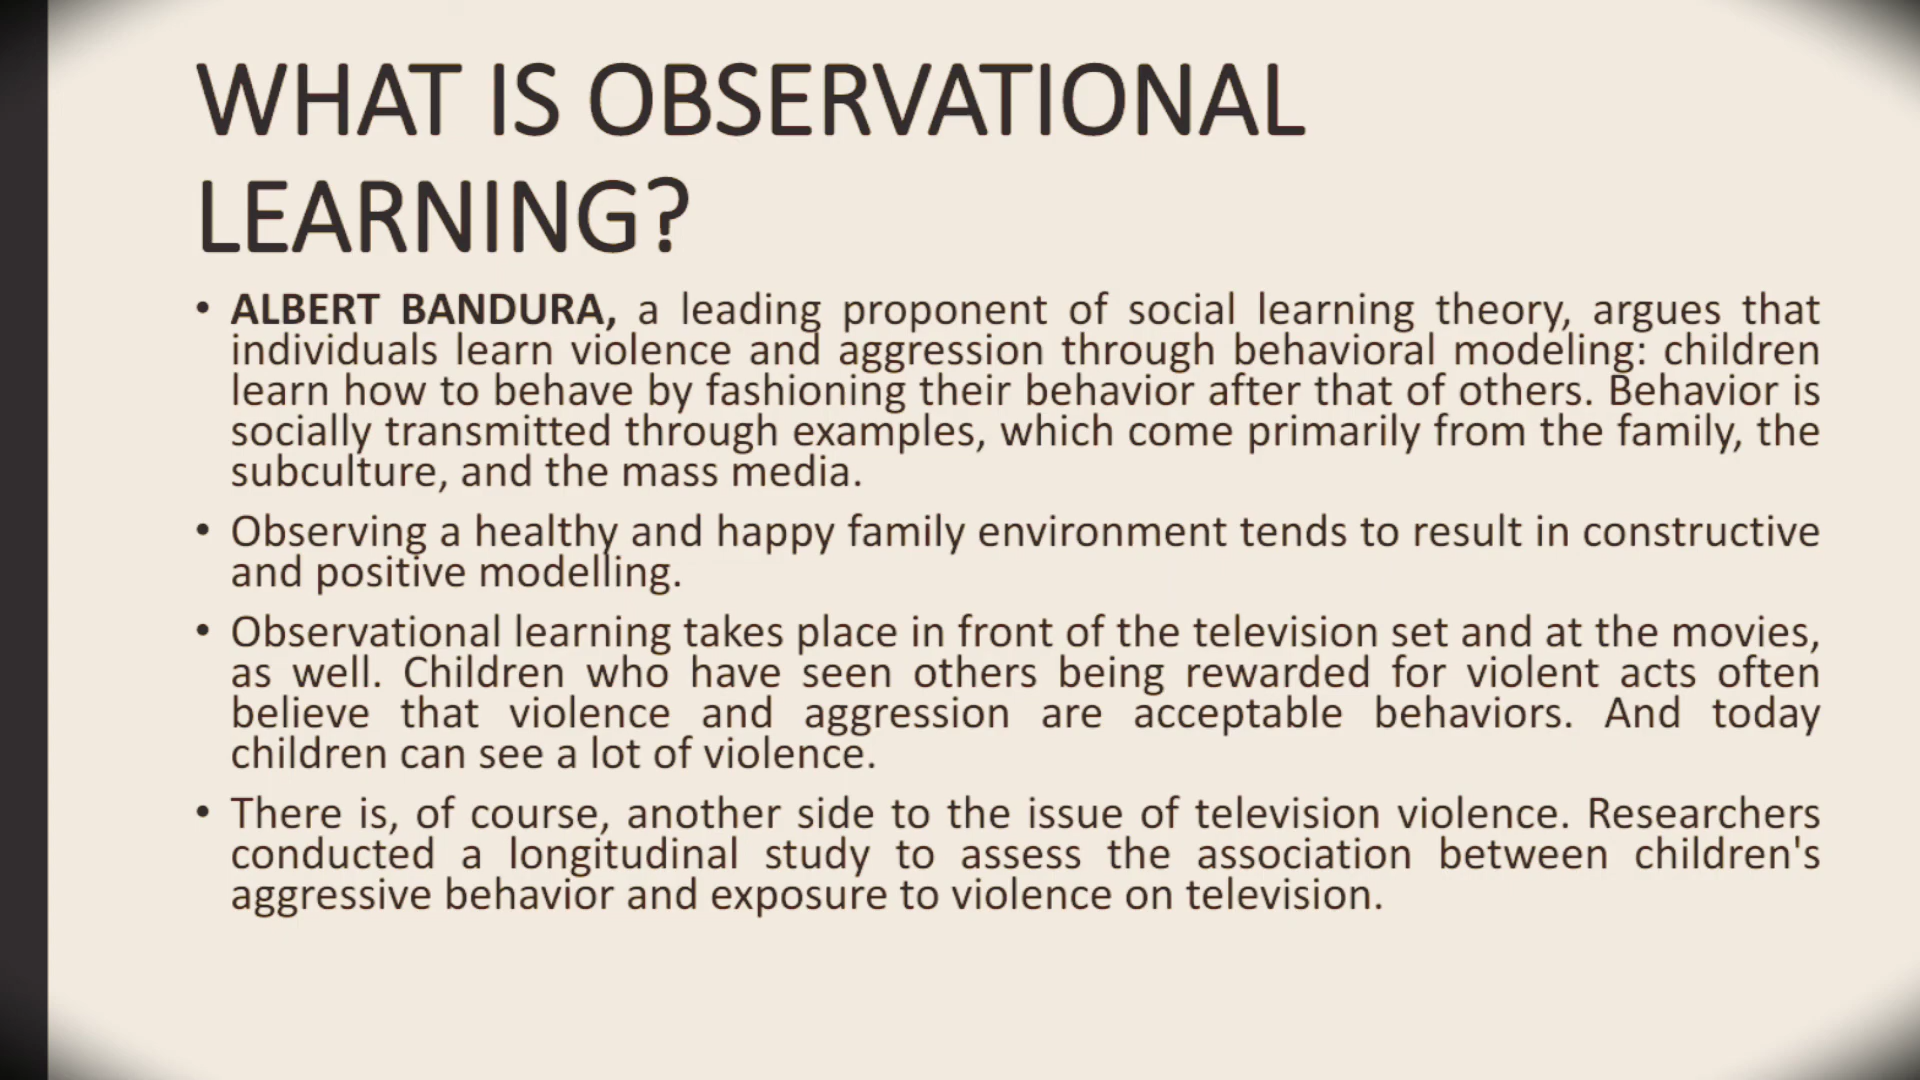 WHAT IS OBSERVATIONAL
LEARNING?
• ALBERT BANDURA, a leading proponent of social learning theory, argues that
individuals learn violence and aggression through behavioral modeling: children
learn how to behave by fashioning their behavior after that of others. Behavior is
socially transmitted through examples, which come primarily from the family, the
subculture, and the mass media.
• Observing a healthy and happy family environment tends to result in constructive
and positive modelling.
• Observational learning takes place in front of the television set and at the movies,
as well. Children who have seen others being rewarded for violent acts often
believe that violence and aggression are acceptable behaviors. And today
children can see a lot of violence.
• There is, of course, another side to the issue of television violence. Researchers
conducted a longitudinal study to assess the association between children's
aggressive behavior and exposure to violence on television.